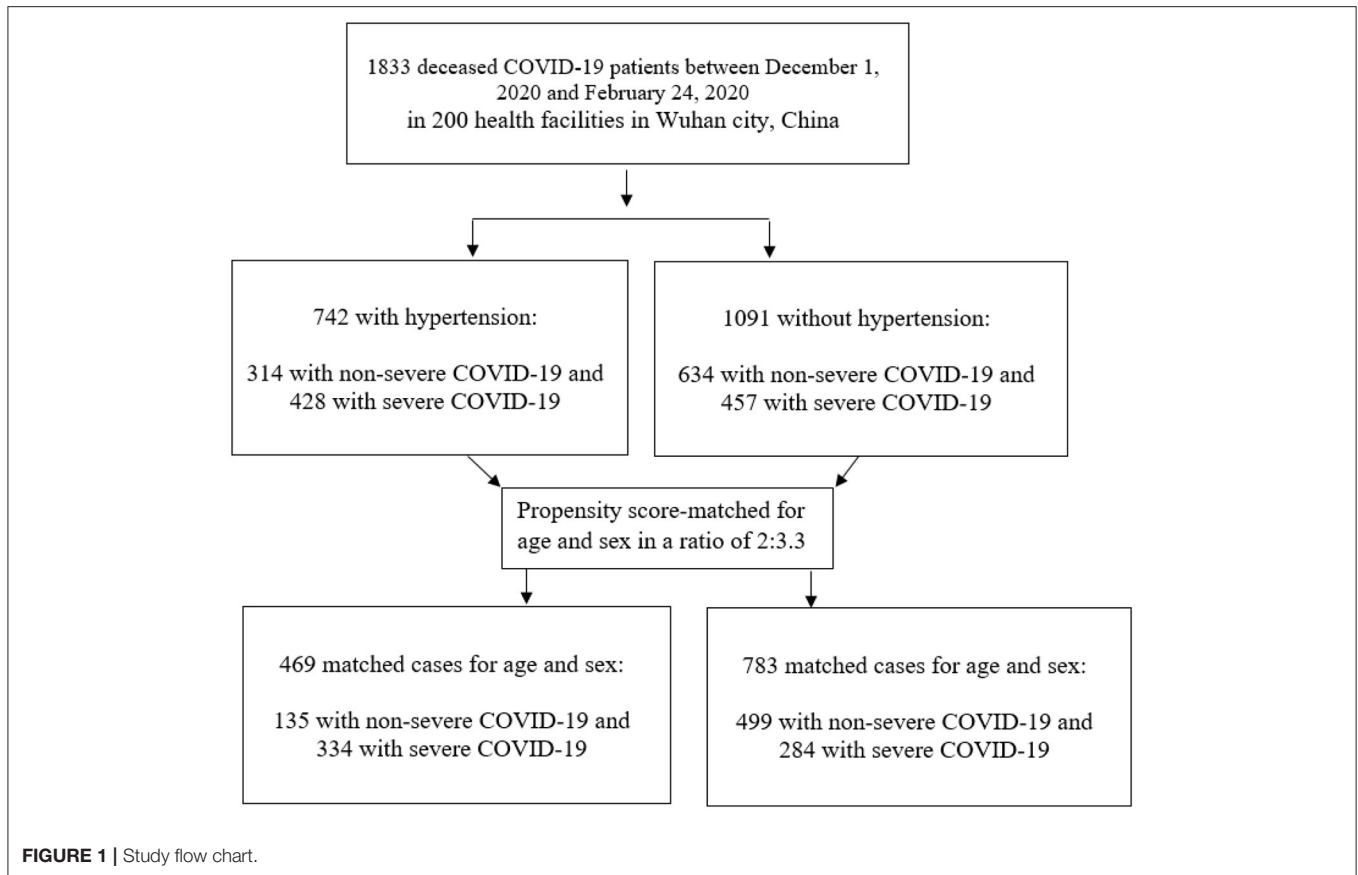 1833 deceased COVID-19 patients between December 1,
2020 and February 24, 2020
in 200 health facilities in Wuhan city, China
742 with hypertension:
314 with non-severe COVID-19 and
428 with severe COVID-19
1091 without hypertension:
634 with non-severe COVID-19 and
457 with severe COVID-19
Propensity score-matched for
age and sex in a ratio of 2:3.3
469 matched cases for age and sex:
135 with non-severe COVID-19 and
334 with severe COVID-19
783 matched cases for age and sex:
499 with non-severe COVID-19 and
284 with severe COVID-19
FIGURE 1 | Study flow chart.